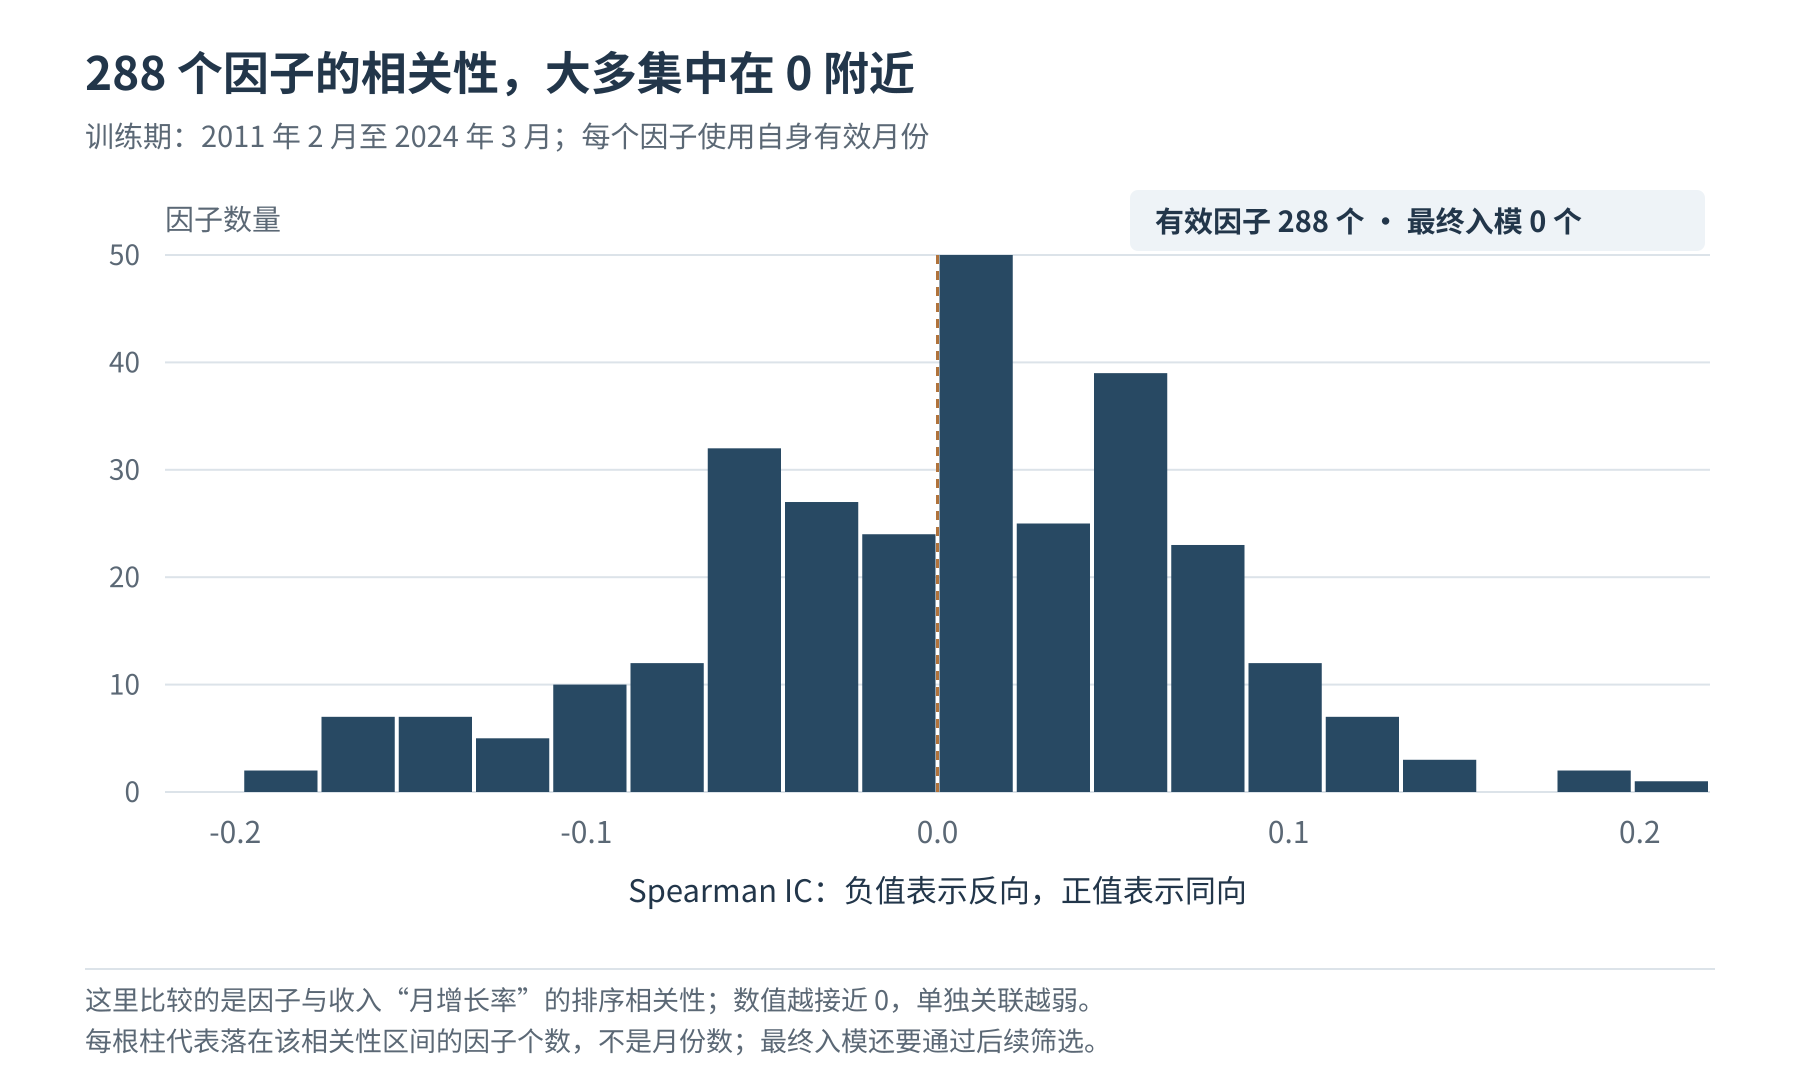 288 个因子的相关性，大多集中在 0 附近
训练期：2011 年 2 月至 2024 年 3 月；每个因子使用自身有效月份
因子数量
有效因子 288 个 · 最终入模 0 个
50
40
30
20
10
0
-0.2
-0.1
0.0
0.1
0.2
Spearman IC：负值表示反向，正值表示同向
这里比较的是因子与收入“月增长率”的排序相关性；数值越接近 0，单独关联越弱。
每根柱代表落在该相关性区间的因子个数，不是月份数；最终入模还要通过后续筛选。